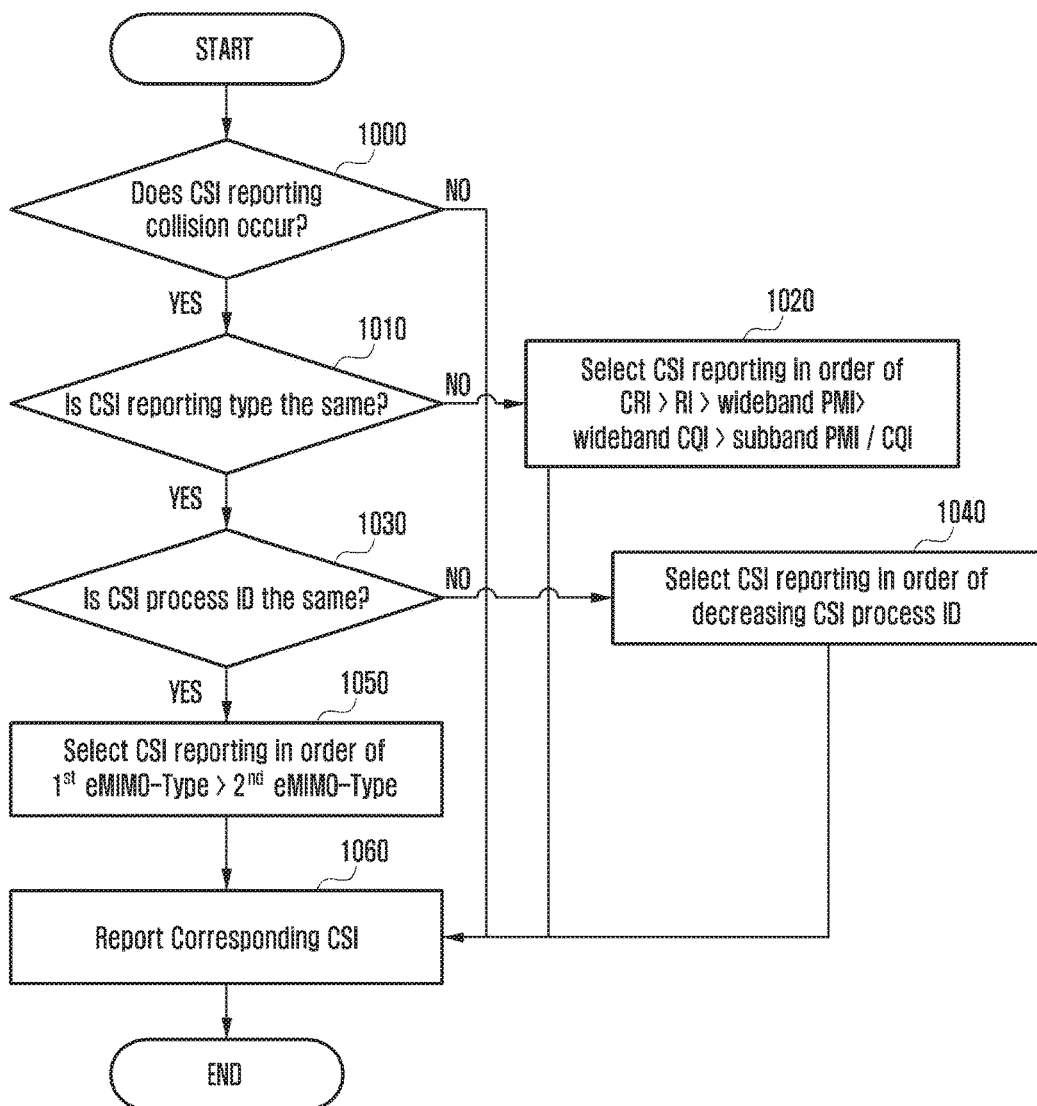 START
1000
Does CSI reporting
collision occur?
NO
YES
1010
Is CSI reporting type the same?
NO
1020
Select CSI reporting in order of
CRI > RI > wideband PMI>
wideband CQI > subband PMI / CQI
YES
1030
Is CSI process ID the same?
NO
1040
Select CSI reporting in order of
decreasing CSI process ID
YES
1050
Select CSI reporting in order of
1st eMIMO-Type > 2nd eMIMO-Type
1060
Report Corresponding CSI
END